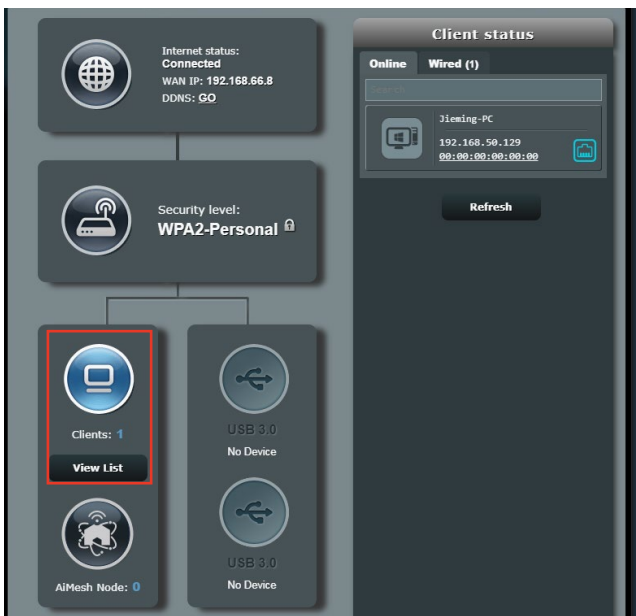 Internet status:
Connected
WAN IP: 192.168.66.8
DDNS: GO
Security level:
WPA2-Personal
Clients: 1
View List
AiMesh Node: 0
USB 3.0
No Device
USB 3.0
No Device
Client status
Online Wired (1)
Search
Jieming-PC
192.168.50.129
00:00:00:00:00:00
Refresh